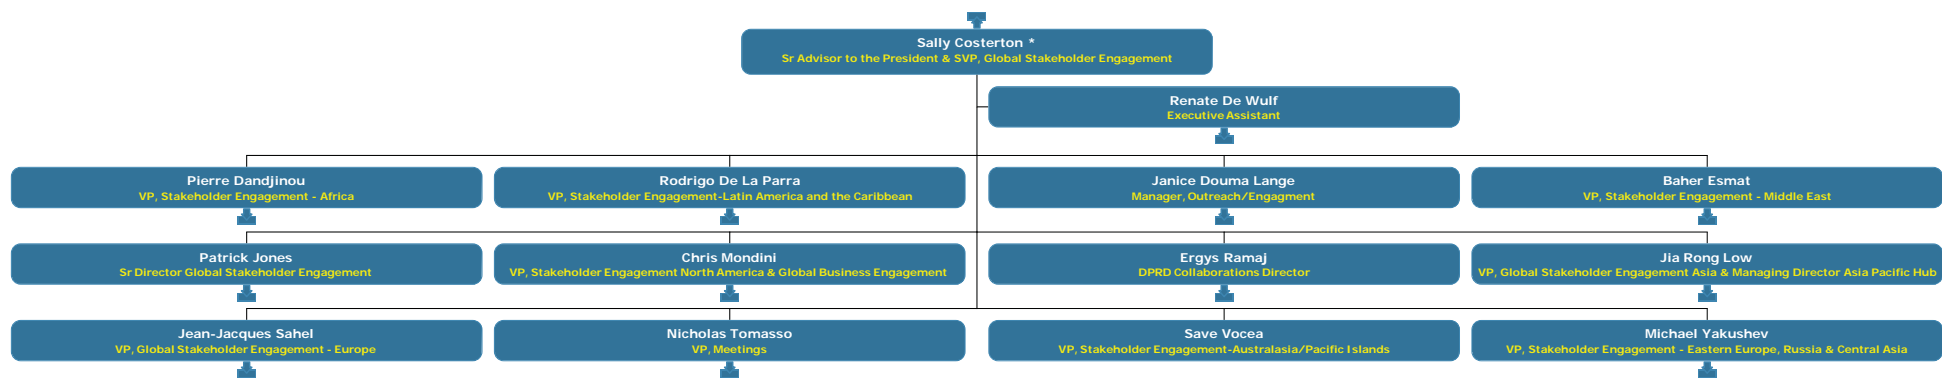 Sally Costerton *
Sr Advisor to the President & SVP, Global Stakeholder Engagement
Renate De Wulf
Executive Assistant
Pierre Dandjinou
VP, Stakeholder Engagement - Africa
Rodrigo De La Parra
VP, Stakeholder Engagement-Latin America and the Caribbean
Janice Douma Lange
Manager, Outreach/Engagment
Baher Esmat
VP, Stakeholder Engagement - Middle East
Patrick Jones
Sr Director Global Stakeholder Engagement
Chris Mondini
VP, Stakeholder Engagement North America & Global Business Engagement
Ergys Ramaj
DPRD Collaborations Director
Jia Rong Low
VP, Global Stakeholder Engagement Asia & Managing Director Asia Pacific Hub
Jean-Jacques Sahel
VP, Global Stakeholder Engagement - Europe
Nicholas Tomasso
VP, Meetings
Save Vocea
VP, Stakeholder Engagement-Australasia/Pacific Islands
Michael Yakushev
VP, Stakeholder Engagement - Eastern Europe, Russia & Central Asia